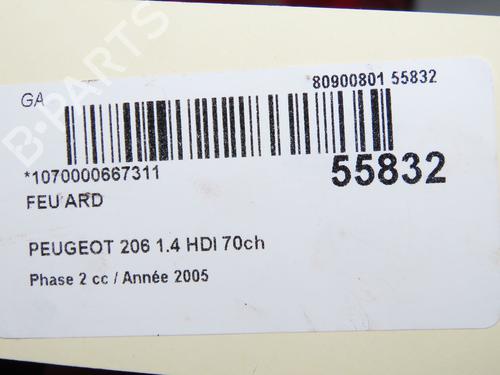 B-PARTS
GA
80900801 55832
*1070000667311
55832
FEU ARD
PEUGEOT 206 1.4 HDI 70ch
Phase 2 cc / Année 2005